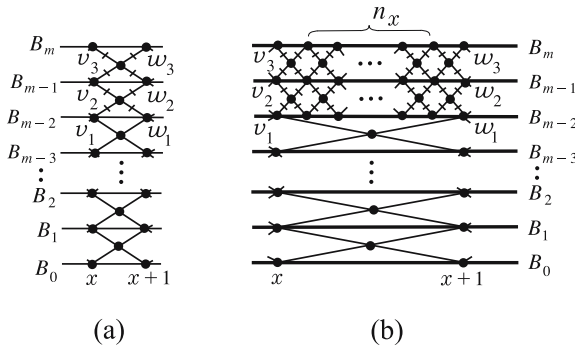 n_x
B_m
v_3 w_3
B_{m-1}
v_2 w_2
B_{m-2}
v_1 w_1
B_{m-3}
⋮ ⋮
B_2
B_1
B_0
x x+1
(a)
B_m
v_3 ... w_3
B_{m-1}
v_2 ... w_2
B_{m-2}
v_1 w_1
B_{m-3}
⋮ ⋮
B_2
B_1
B_0
x x+1
(b)